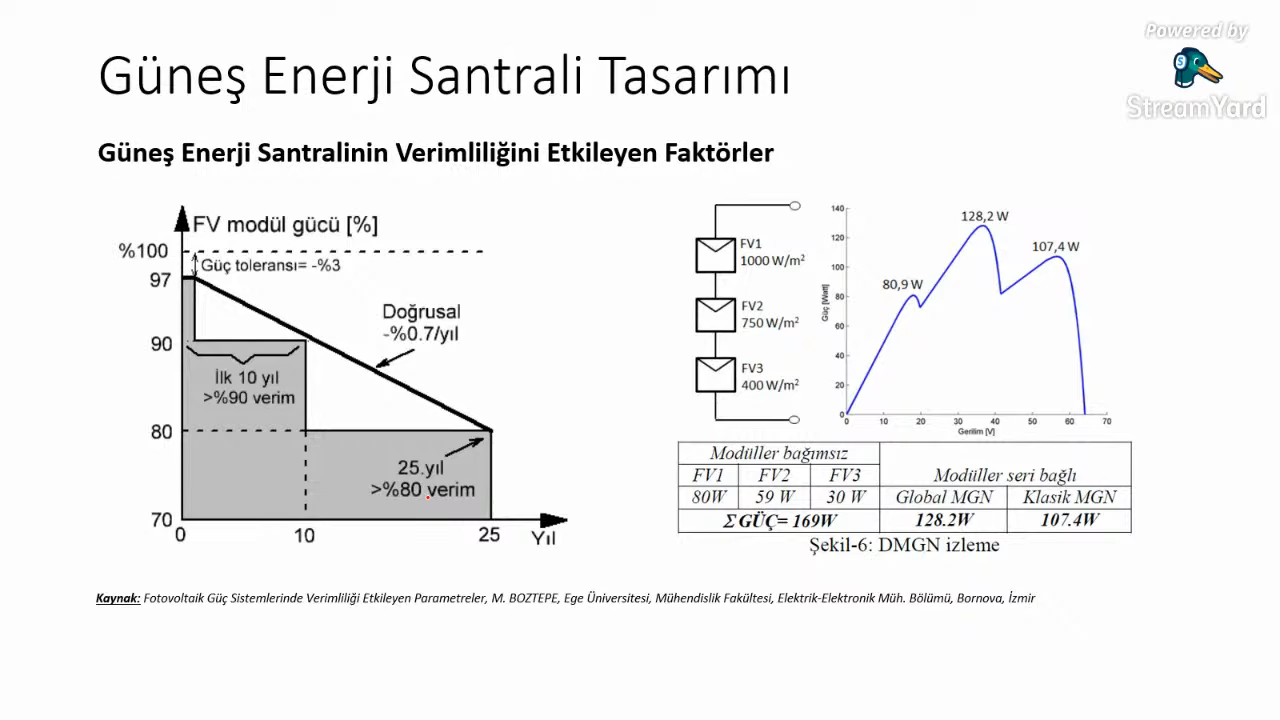 Powered by
StreamYard
Güneş Enerji Santrali Tasarımı
Güneş Enerji Santralinin Verimliliğini Etkileyen Faktörler
FV modül gücü [%]
%100
Güç toleransı= -%3
97
Doğrusal
-%0.7/yıl
90
İlk 10 yıl
>%90 verim
80
25.yıl
>%80 verim
70
0
10
25
Yıl
FV1
1000 W/m²
FV2
750 W/m²
FV3
400 W/m²
140
120
100
80
60
40
20
0
Güç [Watt]
80,9 W
128,2 W
107,4 W
0 10 20 30 40 50 60 70
Gerilim [V]
Modüller bağımsız
Modüller seri bağlı
FV1 FV2 FV3
80W 59 W 30 W Global MGN Klasik MGN
ΣGÜÇ= 169W 128.2W 107.4W
Şekil-6: DMGN izleme
Kaynak: Fotovoltaik Güç Sistemlerinde Verimliliği Etkileyen Parametreler, M. BOZTEPE, Ege Üniversitesi, Mühendislik Fakültesi, Elektrik-Elektronik Müh. Bölümü, Bornova, İzmir